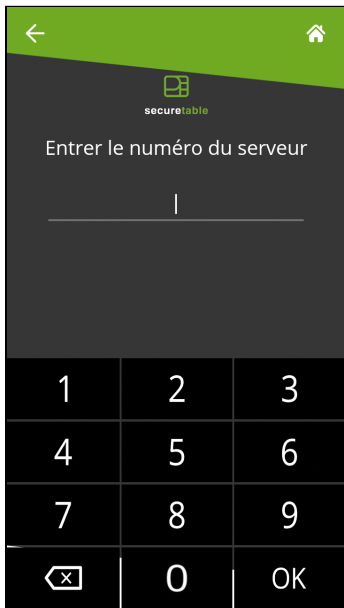 securetable
Entrer le numéro du serveur
1 2 3
4 5 6
7 8 9
0 OK